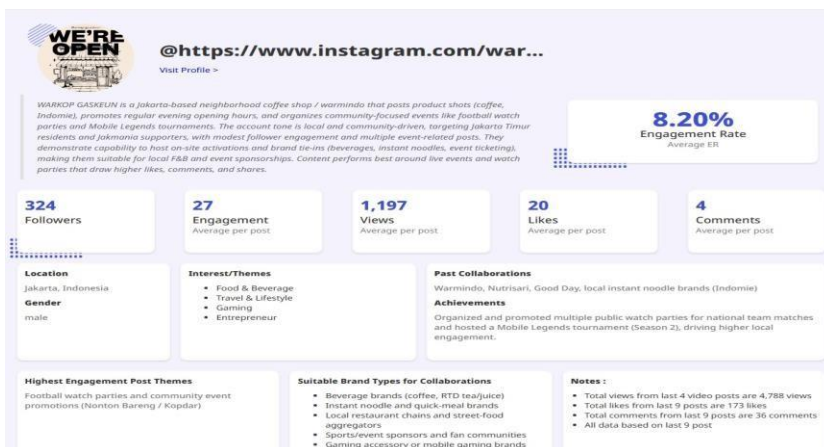 WE'RE
OPEN
@https://www.instagram.com/war...
Visit Profile >
WARKOP GASKEUN is a Jakarta-based neighborhood coffee shop / warmindo that posts product shots (coffee,
Indomie), promotes regular evening opening hours, and organizes community-focused events like football watch
parties and Mobile Legends tournaments. The account tone is local and community-driven, targeting Jakarta Timur
residents and Jakmania supporters, with modest follower engagement and multiple event-related posts. They
demonstrate capability to host on-site activations and brand tie-ins (beverages, instant noodles, event ticketing),
making them suitable for local F&B and event sponsorships. Content performs best around live events and watch
parties that draw higher likes, comments, and shares.
8.20%
Engagement Rate
Average ER
324
Followers
27
Engagement
Average per post
1,197
Views
Average per post
20
Likes
Average per post
4
Comments
Average per post
Location
Jakarta, Indonesia
Gender
male
Interest/Themes
• Food & Beverage
• Travel & Lifestyle
• Gaming
• Entrepreneur
Past Collaborations
Warmindo, Nutrisari, Good Day, local instant noodle brands (Indomie)
Achievements
Organized and promoted multiple public watch parties for national team matches
and hosted a Mobile Legends tournament (Season 2), driving higher local
engagement.
Highest Engagement Post Themes
Football watch parties and community event
promotions (Nonton Bareng / Kopdar)
Suitable Brand Types for Collaborations
• Beverage brands (coffee, RTD tea/juice)
• Instant noodle and quick-meal brands
• Local restaurant chains and street-food
aggregators
• Sports/event sponsors and fan communities
• Gaming accessory or mobile gaming brands
Notes :
• Total views from last 4 video posts are 4,788 views
• Total likes from last 9 posts are 173 likes
• Total comments from last 9 posts are 36 comments
• All data based on last 9 post